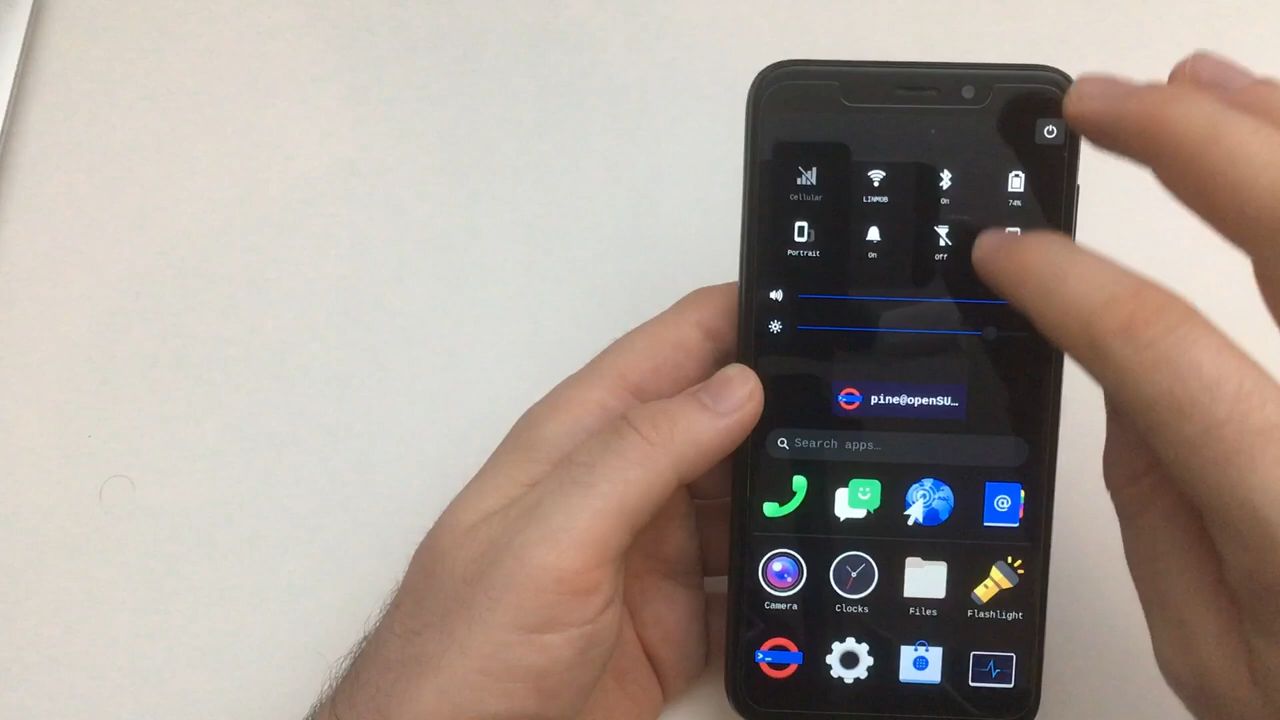 Cellular
LINMOB
On
74%
Portrait
On
Off
pine@openSU…
Search apps…
@
Camera
Clocks
Files
Flashlight
>_